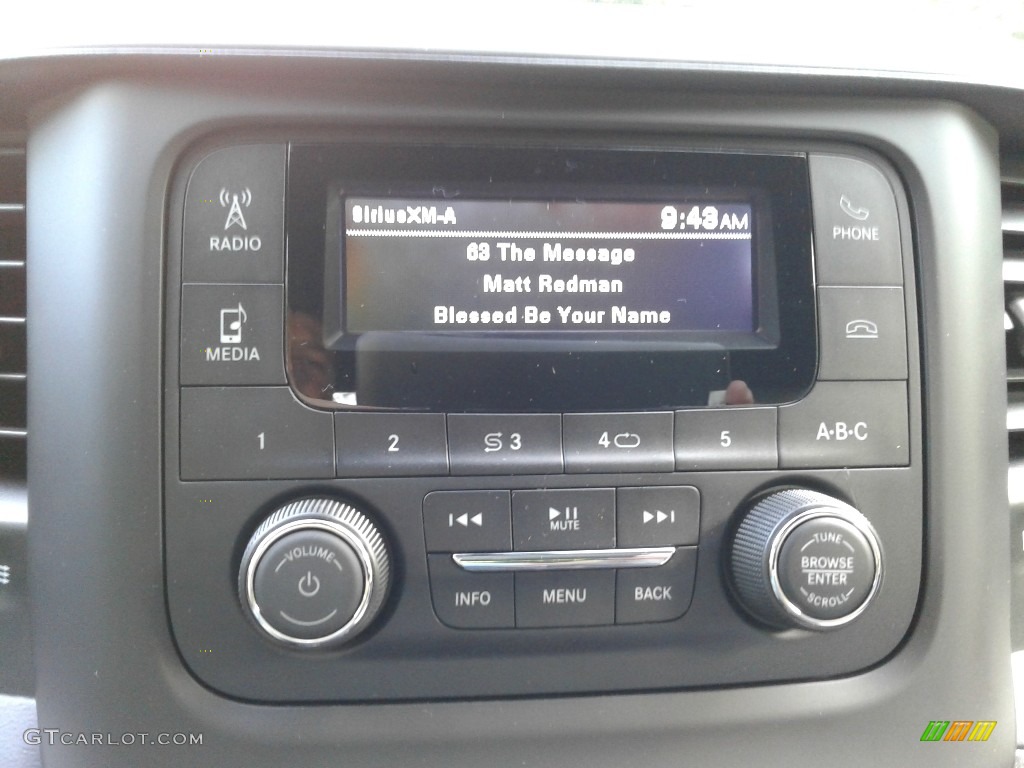 SiriusXM-A 9:43AM
63 The Message
Matt Redman
Blessed Be Your Name
RADIO
PHONE
MEDIA
1 2 3 4 5 A·B·C
MUTE
VOLUME
TUNE
BROWSE
ENTER
SCROLL
INFO MENU BACK
GTCARLOT.COM